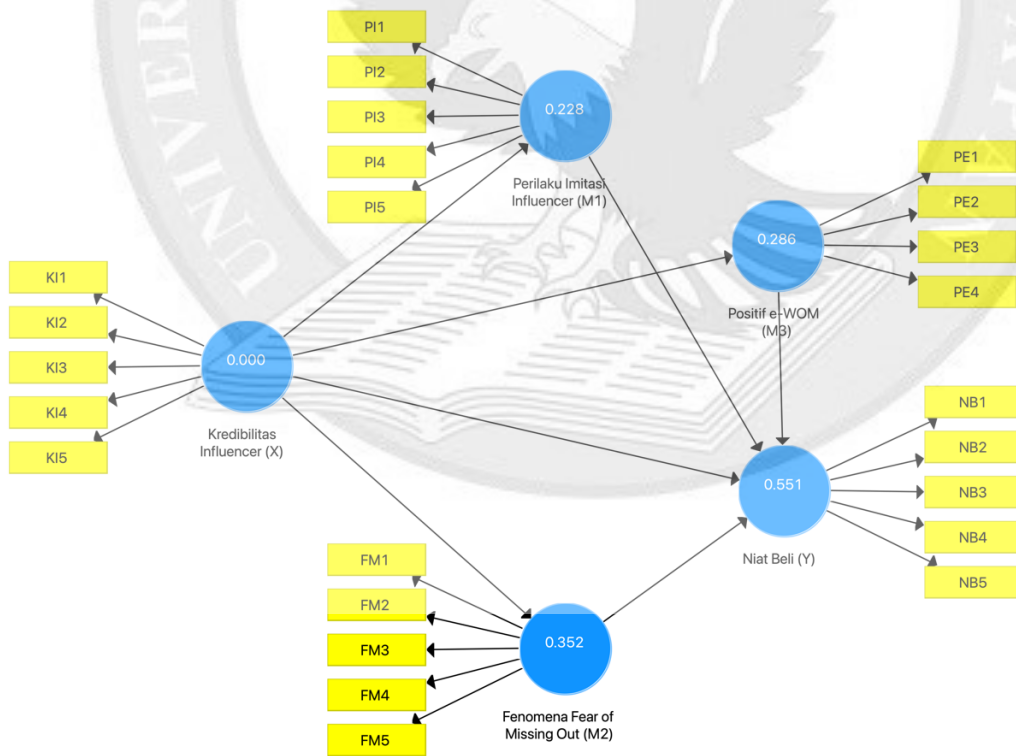 UNIVER
PI1
PI2
PI3
PI4
PI5
0.228
Perilaku Imitasi
Influencer (M1)
PE1
PE2
PE3
PE4
0.286
Positif e-WOM
(M3)
KI1
KI2
KI3
KI4
KI5
0.000
Kredibilitas
Influencer (X)
NB1
NB2
NB3
NB4
NB5
0.551
Niat Beli (Y)
FM1
FM2
FM3
FM4
FM5
0.352
Fenomena Fear of
Missing Out (M2)